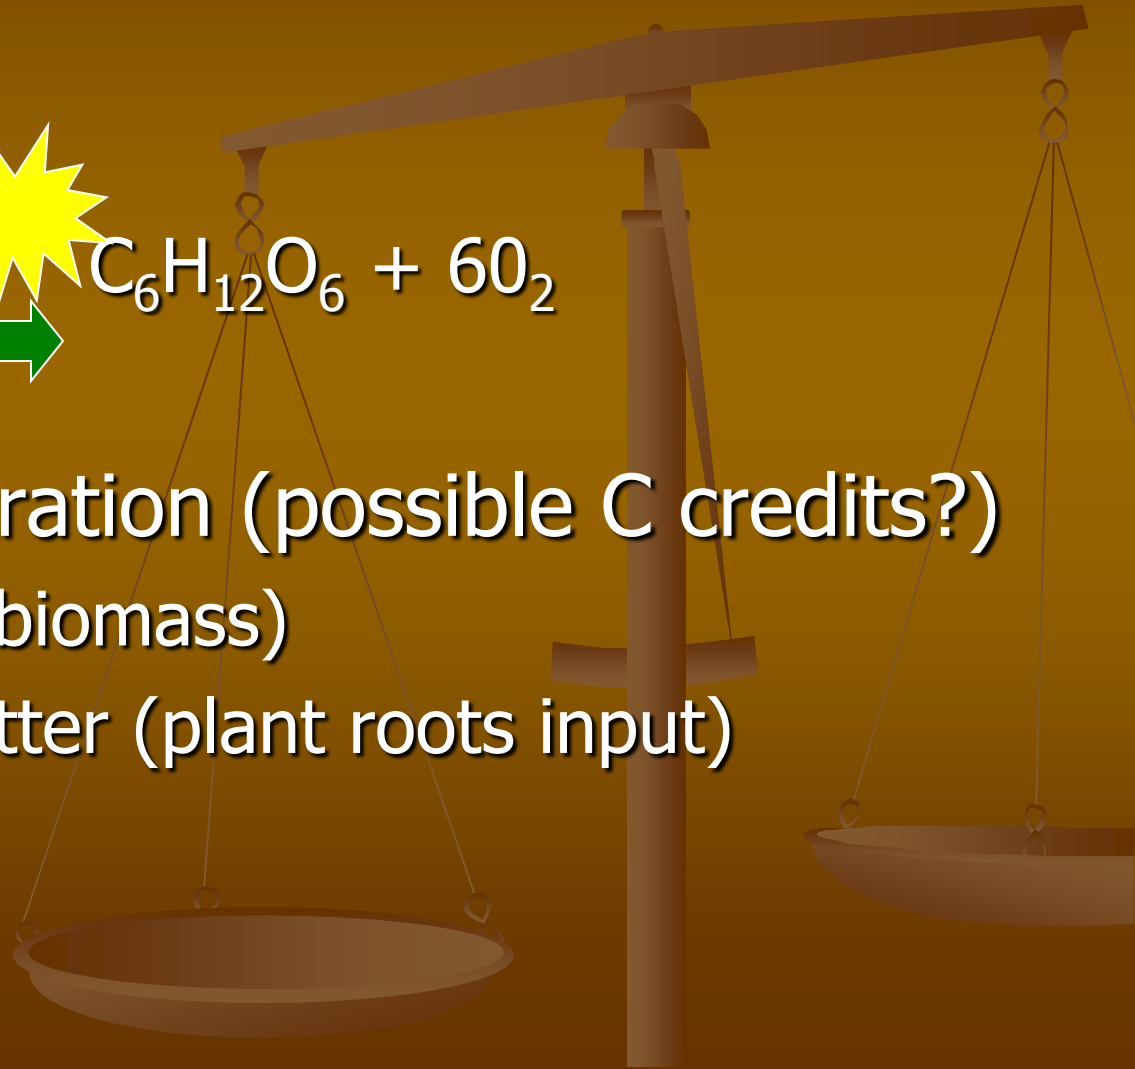 C₆H₁₂O₆ + 60₂
ration (possible C credits?)
biomass)
tter (plant roots input)